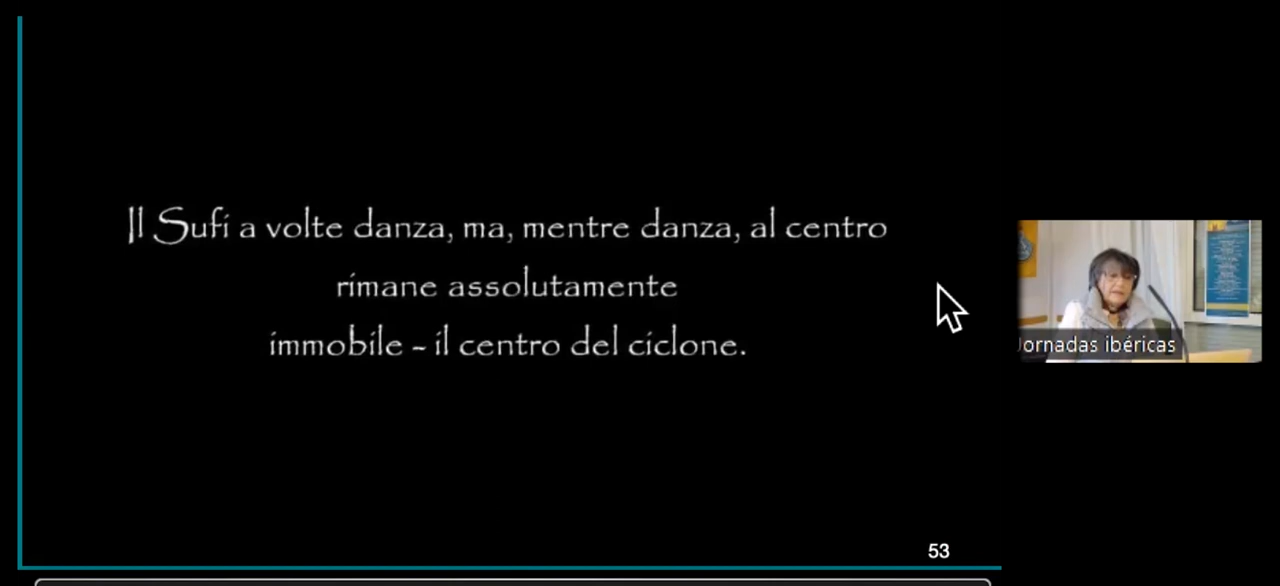 Il Sufi a volte danza, ma, mentre danza, al centro
rimane assolutamente
immobile - il centro del ciclone.
Jornadas ibéricas
53